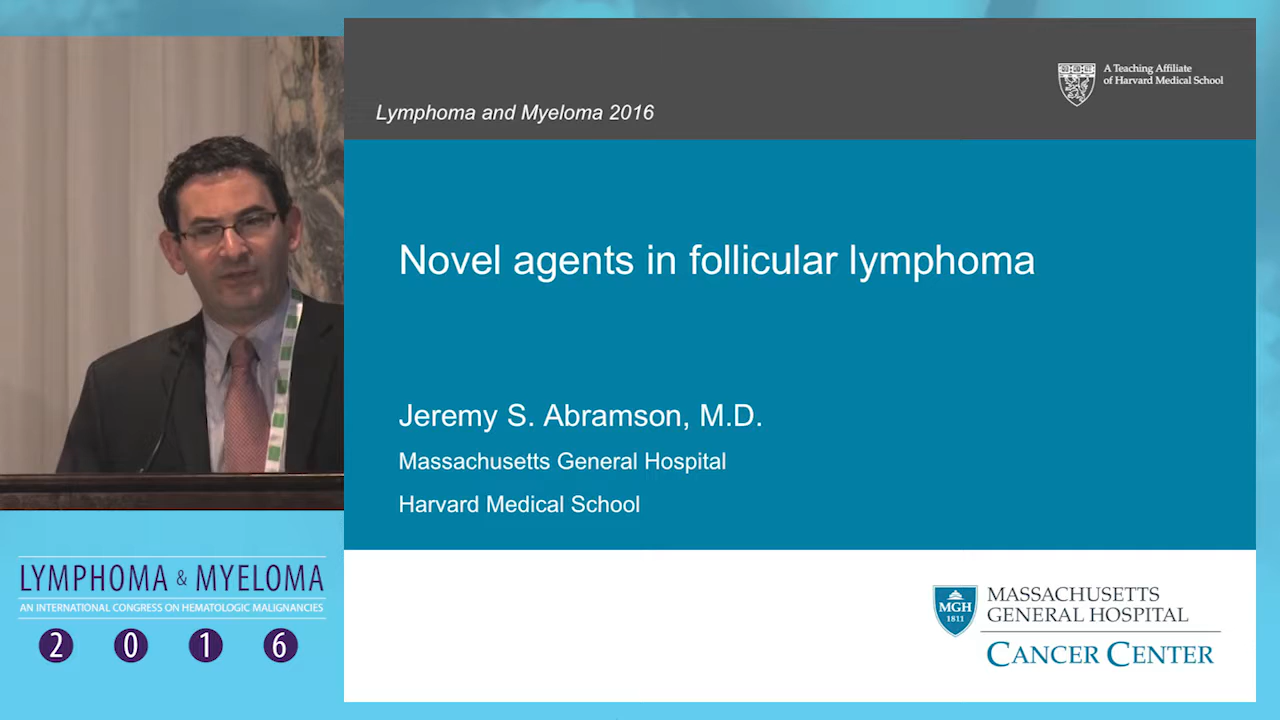 A Teaching Affiliate
of Harvard Medical School
Lymphoma and Myeloma 2016
Novel agents in follicular lymphoma
Jeremy S. Abramson, M.D.
Massachusetts General Hospital
Harvard Medical School
LYMPHOMA & MYELOMA
AN INTERNATIONAL CONGRESS ON HEMATOLOGIC MALIGNANCIES
2 0 1 6
MGH
1811
MASSACHUSETTS
GENERAL HOSPITAL
CANCER CENTER